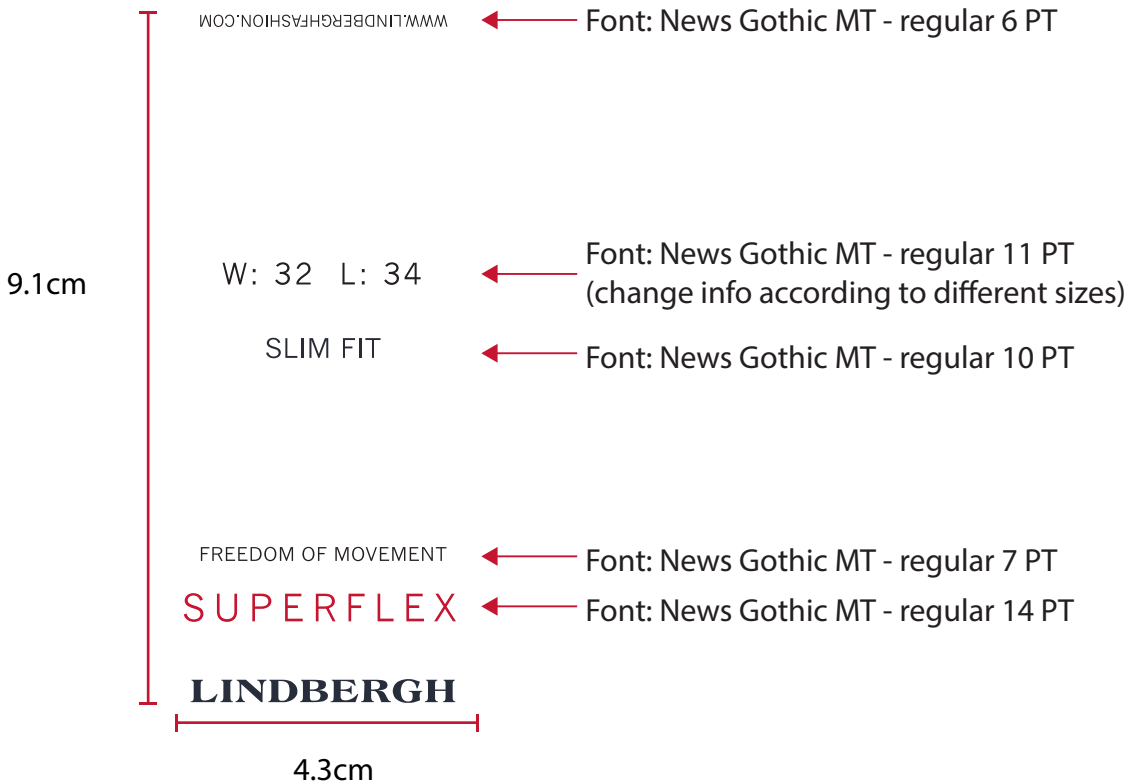 WWW.LINDBERGHFASHION.COM
Font: News Gothic MT - regular 6 PT
9.1cm
W: 32 L: 34
Font: News Gothic MT - regular 11 PT
(change info according to different sizes)
SLIM FIT
Font: News Gothic MT - regular 10 PT
FREEDOM OF MOVEMENT
Font: News Gothic MT - regular 7 PT
SUPERFLEX
Font: News Gothic MT - regular 14 PT
LINDBERGH
4.3cm